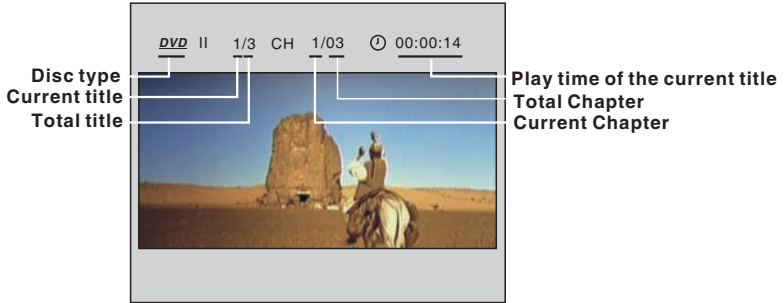 DVD II 1/3 CH 1/03 00:00:14
Disc type
Current title
Total title
Play time of the current title
Total Chapter
Current Chapter